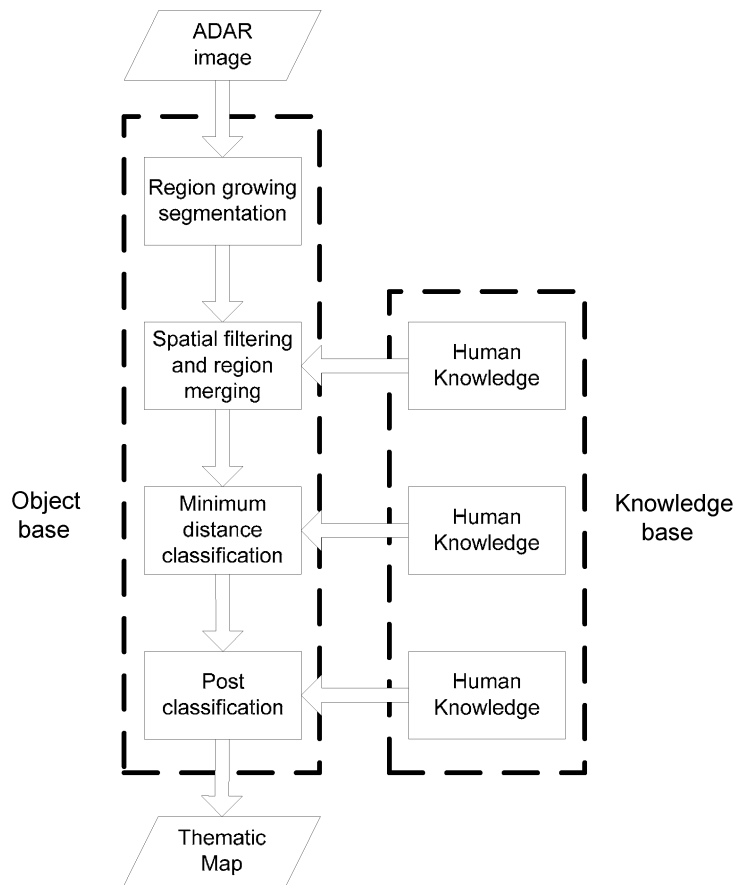 ADAR
image
Region growing
segmentation
Spatial filtering
and region
merging
Human
Knowledge
Object
base
Minimum
distance
classification
Human
Knowledge
Knowledge
base
Post
classification
Human
Knowledge
Thematic
Map